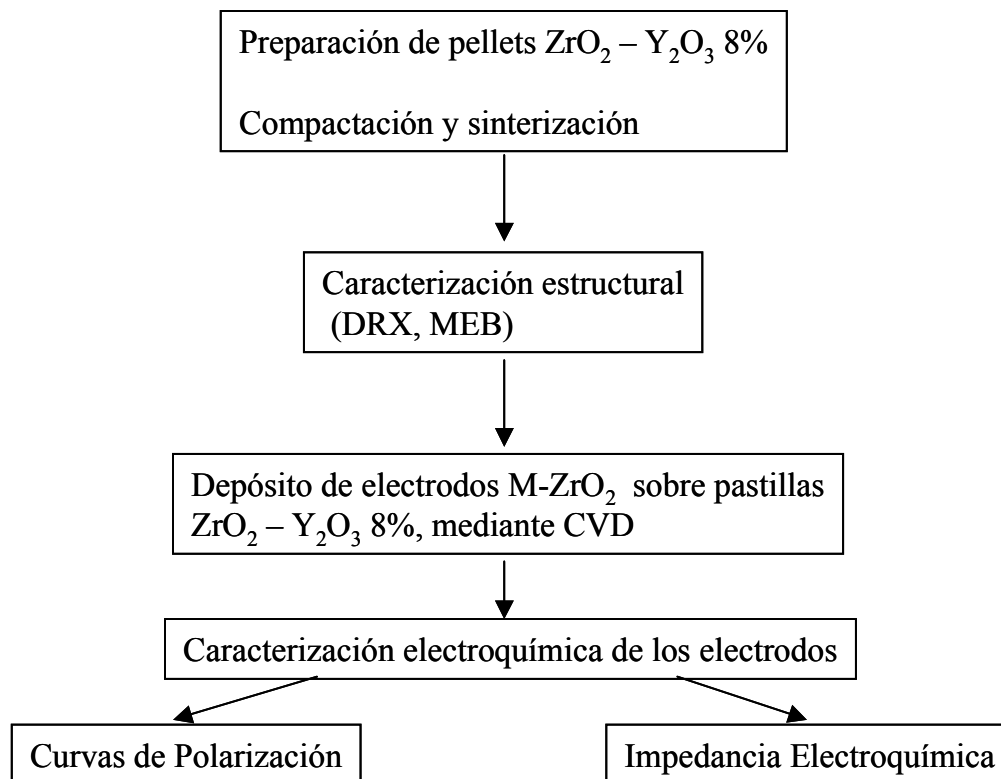 Preparación de pellets ZrO₂ – Y₂O₃ 8%
Compactación y sinterización
Caracterización estructural
(DRX, MEB)
Depósito de electrodos M-ZrO₂ sobre pastillas
ZrO₂ – Y₂O₃ 8%, mediante CVD
Caracterización electroquímica de los electrodos
Curvas de Polarización
Impedancia Electroquímica